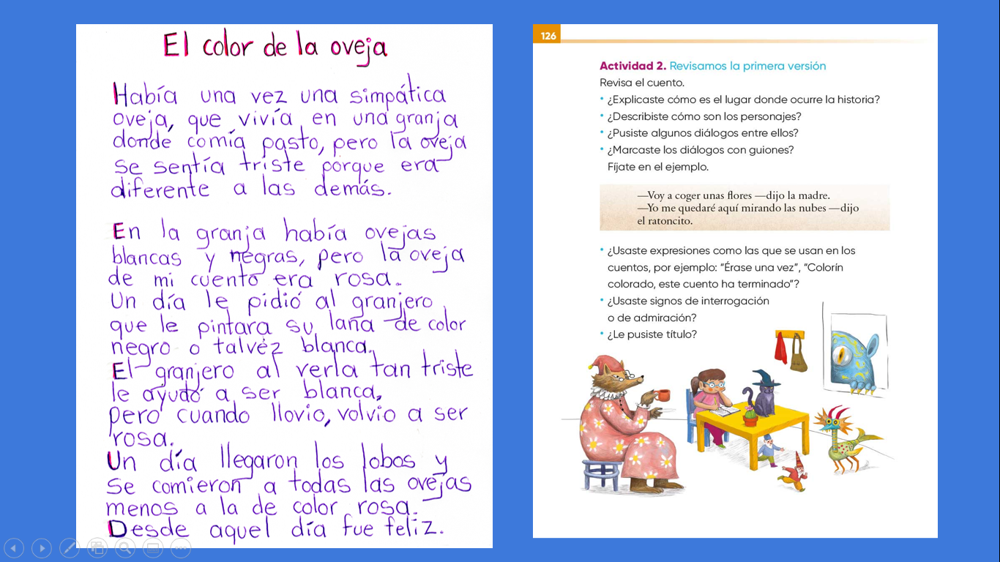 El color de la oveja
Había una vez una simpática
oveja, que vivía en una granja
donde comía pasto, pero la oveja
se sentía triste porque era
diferente a las demás.
En la granja había ovejas
blancas y negras, pero la oveja
de mi cuento era rosa.
Un día le pidió al granjero
que le pintara su lana de color
negro o talvéz blanca.
El granjero al verla tan triste
le ayudó a ser blanca,
pero cuando llovio, volvio a ser
rosa.
Un día llegaron los lobos y
se comieron a todas las ovejas
menos a la de color rosa.
Desde aquel día fue feliz.
126
Actividad 2. Revisamos la primera versión
Revisa el cuento.
• ¿Explicaste cómo es el lugar donde ocurre la historia?
• ¿Describiste cómo son los personajes?
• ¿Pusiste algunos diálogos entre ellos?
• ¿Marcaste los diálogos con guiones?
Fíjate en el ejemplo.
—Voy a coger unas flores —dijo la madre.
—Yo me quedaré aquí mirando las nubes —dijo
el ratoncito.
• ¿Usaste expresiones como las que se usan en los
cuentos, por ejemplo: “Érase una vez”, “Colorín
colorado, este cuento ha terminado”?
• ¿Usaste signos de interrogación
o de admiración?
• ¿Le pusiste título?